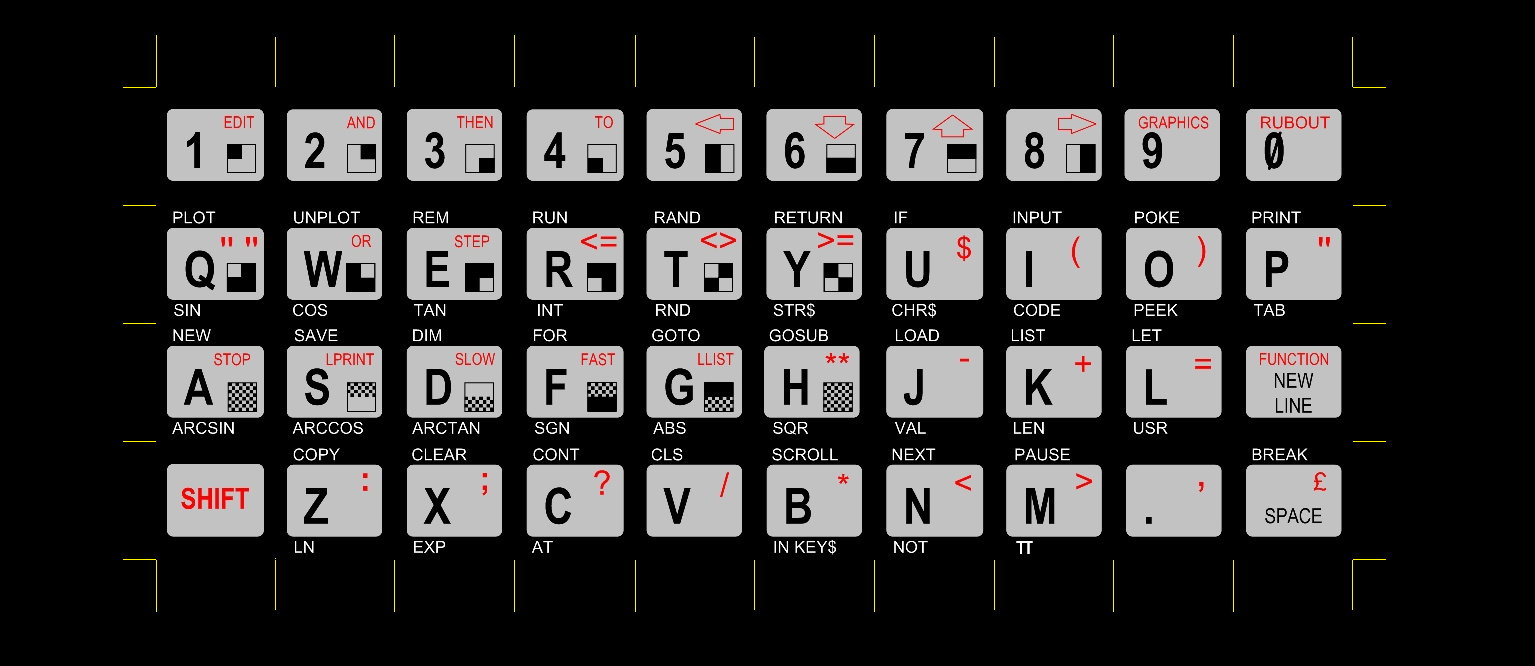 EDIT AND THEN TO GRAPHICS RUBOUT
1 2 3 4 5 6 7 8 9 0
PLOT UNPLOT REM RUN RAND RETURN IF INPUT POKE PRINT
" " OR STEP <= <> >= $ ( ) "
Q W E R T Y U I O P
SIN COS TAN INT RND STR$ CHR$ CODE PEEK TAB
NEW SAVE DIM FOR GOTO GOSUB LOAD LIST LET
STOP LPRINT SLOW FAST LLIST ** - + = FUNCTION
A S D F G H J K L NEW
LINE
ARCSIN ARCCOS ARCTAN SGN ABS SQR VAL LEN USR
COPY CLEAR CONT CLS SCROLL NEXT PAUSE BREAK
: ; ? / * < > , £
SHIFT Z X C V B N M . SPACE
LN EXP AT IN KEY$ NOT π